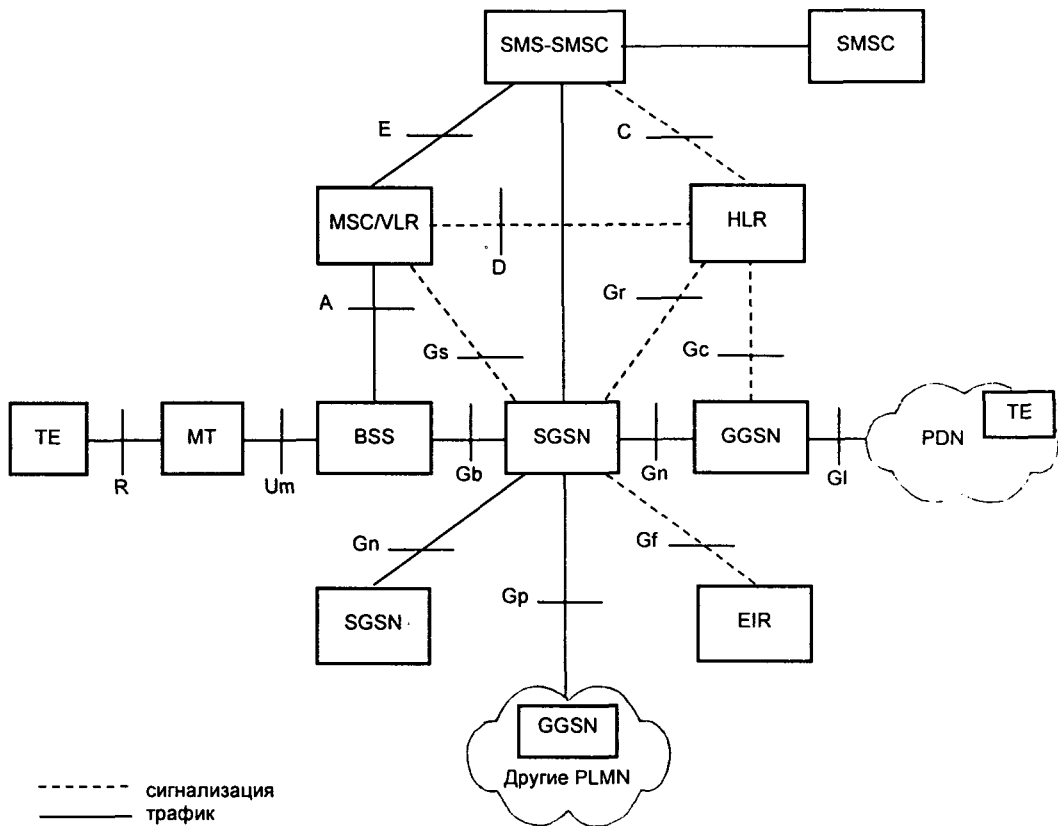 SMS-SMSC
SMSC
E
C
MSC/VLR
HLR
D
A
Gr
Gs
Gc
TE
MT
BSS
SGSN
GGSN
PDN
TE
R
Um
Gb
Gn
GI
Gn
Gf
SGSN
Gp
EIR
GGSN
Другие PLMN
сигнализация
трафик